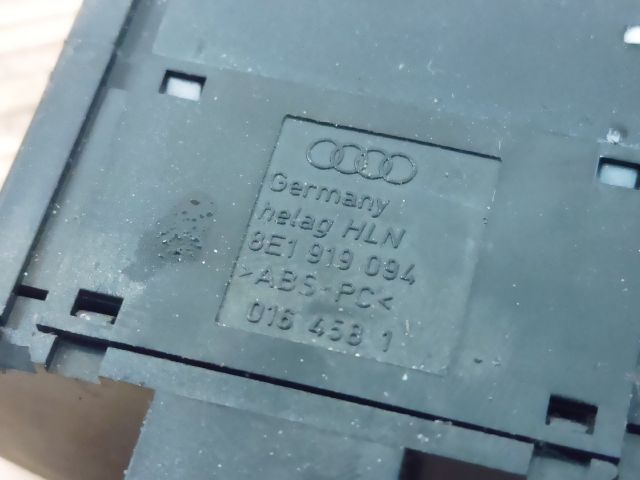 Germany
helag HLN
8E1 919 094
>ABS-PC<
016 458 1